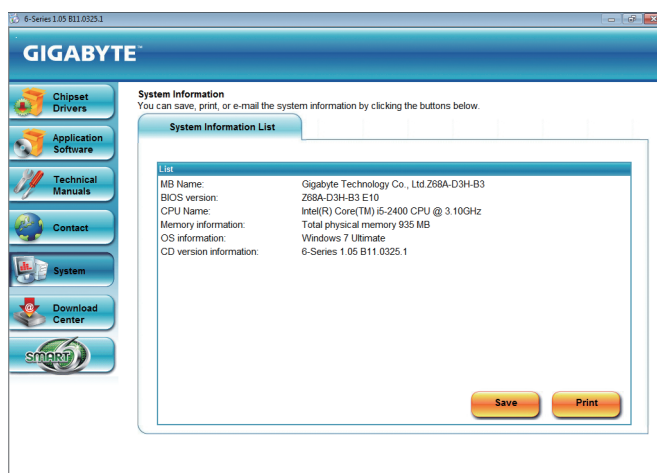 6-Series 1.05 B11.0325.1
GIGABYTE™
Chipset
Drivers
Application
Software
Technical
Manuals
Contact
System
Download
Center
SMART6
System Information
You can save, print, or e-mail the system information by clicking the buttons below.
System Information List
List
MB Name: Gigabyte Technology Co., Ltd.Z68A-D3H-B3
BIOS version: Z68A-D3H-B3 E10
CPU Name: Intel(R) Core(TM) i5-2400 CPU @ 3.10GHz
Memory information: Total physical memory 935 MB
OS information: Windows 7 Ultimate
CD version information: 6-Series 1.05 B11.0325.1
Save Print